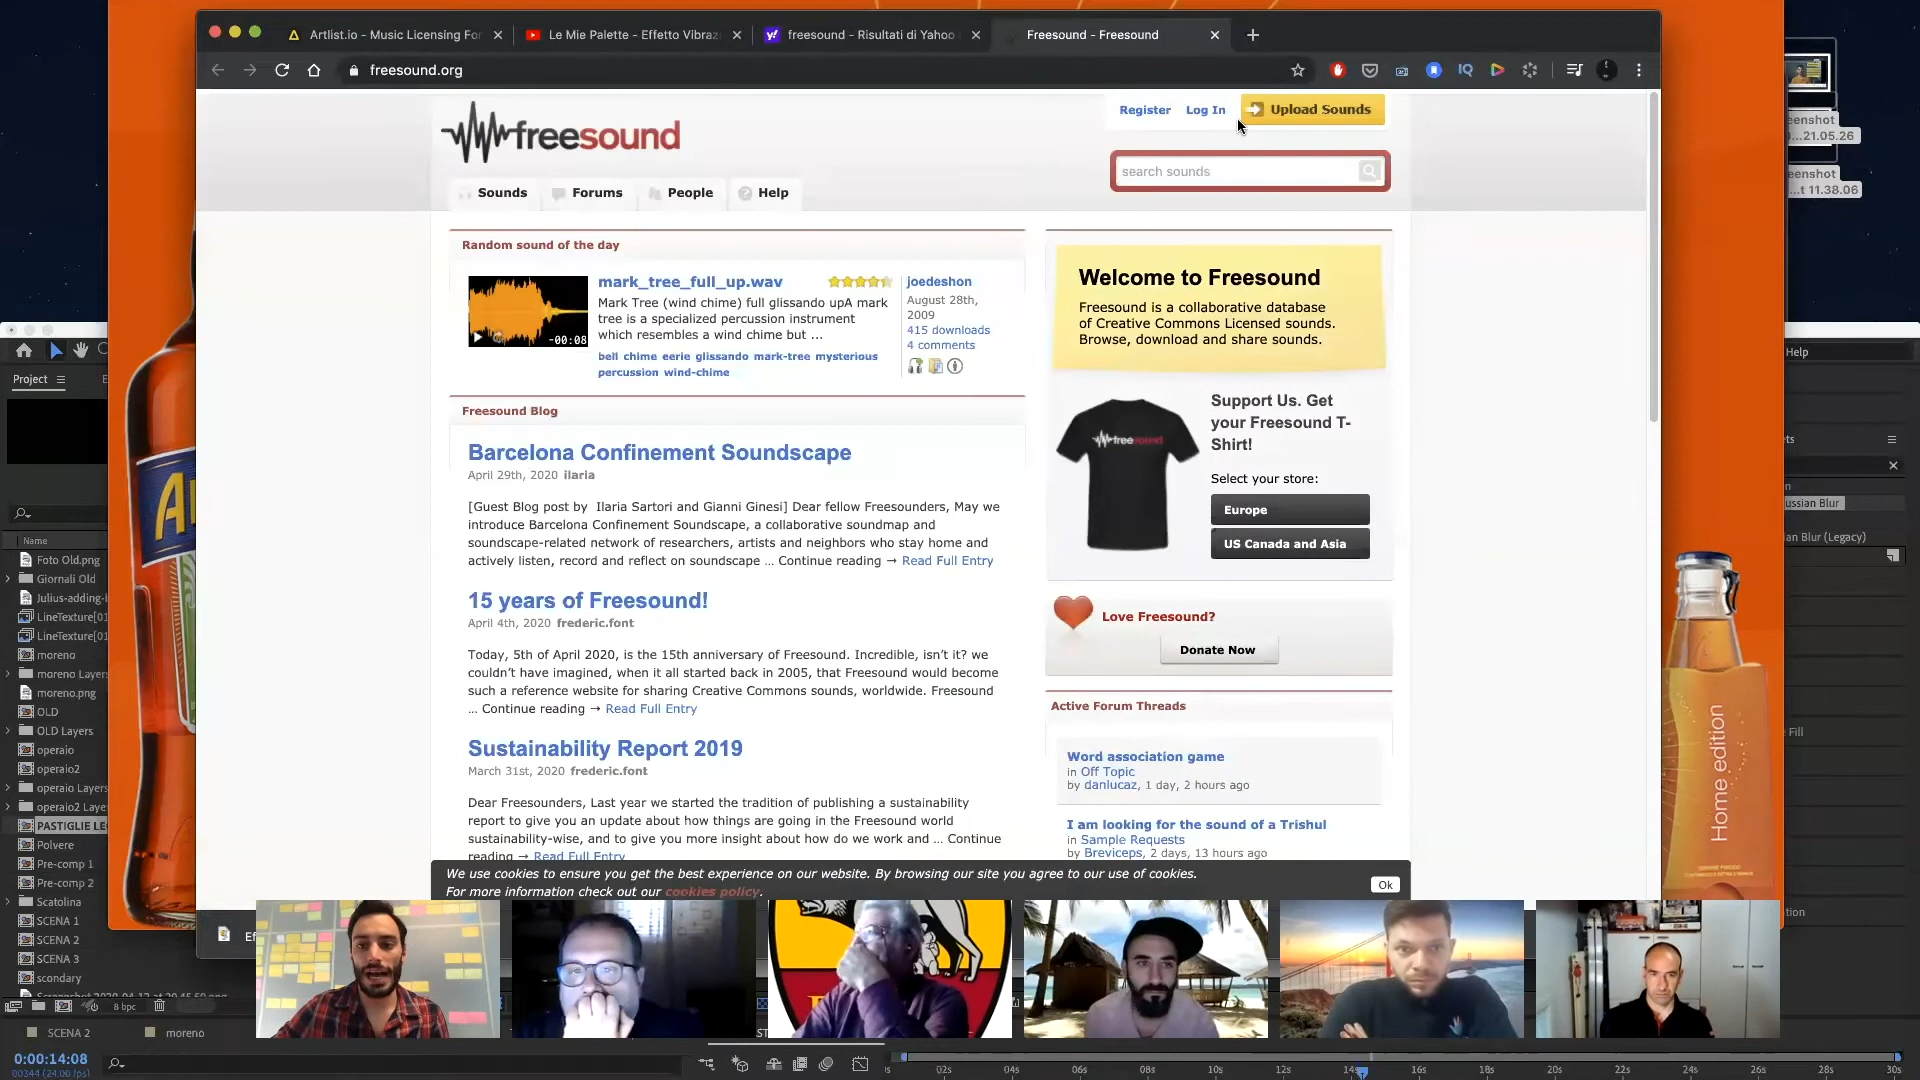 Artlist.io - Music Licensing For
Le Mie Palette - Effetto Vibraz
freesound - Risultati di Yahoo
Freesound - Freesound
freesound.org
Register
Log In
Upload Sounds
freesound
search sounds
Sounds
Forums
People
Help
eenshot
...21.05.26
eenshot
...t 11.38.06
Random sound of the day
mark_tree_full_up.wav
joedeshon
Mark Tree (wind chime) full glissando upA mark
tree is a specialized percussion instrument
which resembles a wind chime but ...
bell chime eerie glissando mark-tree mysterious
percussion wind-chime
-00:08
August 28th,
2009
415 downloads
4 comments
Welcome to Freesound
Freesound is a collaborative database
of Creative Commons Licensed sounds.
Browse, download and share sounds.
Support Us. Get
your Freesound T-
Shirt!
Select your store:
Europe
US Canada and Asia
freesound
Freesound Blog
Barcelona Confinement Soundscape
April 29th, 2020 ilaria
[Guest Blog post by Ilaria Sartori and Gianni Ginesi] Dear fellow Freesounders, May we
introduce Barcelona Confinement Soundscape, a collaborative soundmap and
soundscape-related network of researchers, artists and neighbors who stay home and
actively listen, record and reflect on soundscape ... Continue reading → Read Full Entry
15 years of Freesound!
April 4th, 2020 frederic.font
Today, 5th of April 2020, is the 15th anniversary of Freesound. Incredible, isn't it? we
couldn't have imagined, when it all started back in 2005, that Freesound would become
such a reference website for sharing Creative Commons sounds, worldwide. Freesound
... Continue reading → Read Full Entry
Sustainability Report 2019
March 31st, 2020 frederic.font
Dear Freesounders, Last year we started the tradition of publishing a sustainability
report to give you an update about how things are going in the Freesound world
sustainability-wise, and to give you more insight about how do we work and ... Continue
reading → Read Full Entry
Love Freesound?
Donate Now
Active Forum Threads
Word association game
in Off Topic
by danlucaz, 1 day, 2 hours ago
I am looking for the sound of a Trishul
in Sample Requests
by Breviceps, 2 days, 13 hours ago
We use cookies to ensure you get the best experience on our website. By browsing our site you agree to our use of cookies.
For more information check out our cookies policy.
Ok
Project
Name
Foto Old.png
Giornali Old
Julius-adding-
LineTexture[01
LineTexture[01
moreno
moreno Layers
moreno.png
OLD
OLD Layers
operaio
operaio2
operaio Layers
operaio2 Laye
PASTIGLIE LE
Polvere
Pre-comp 1
Pre-comp 2
Scatolina
SCENA 1
SCENA 2
SCENA 3
scondary
8 bpc
SCENA 2
moreno
0:00:14:08
00344 (24.00 fps)
Help
ets
ussian Blur
ian Blur (Legacy)
Fill
tion
Home edition
02s
04s
06s
08s
10s
12s
14s
16s
18s
20s
22s
24s
26s
28s
30s